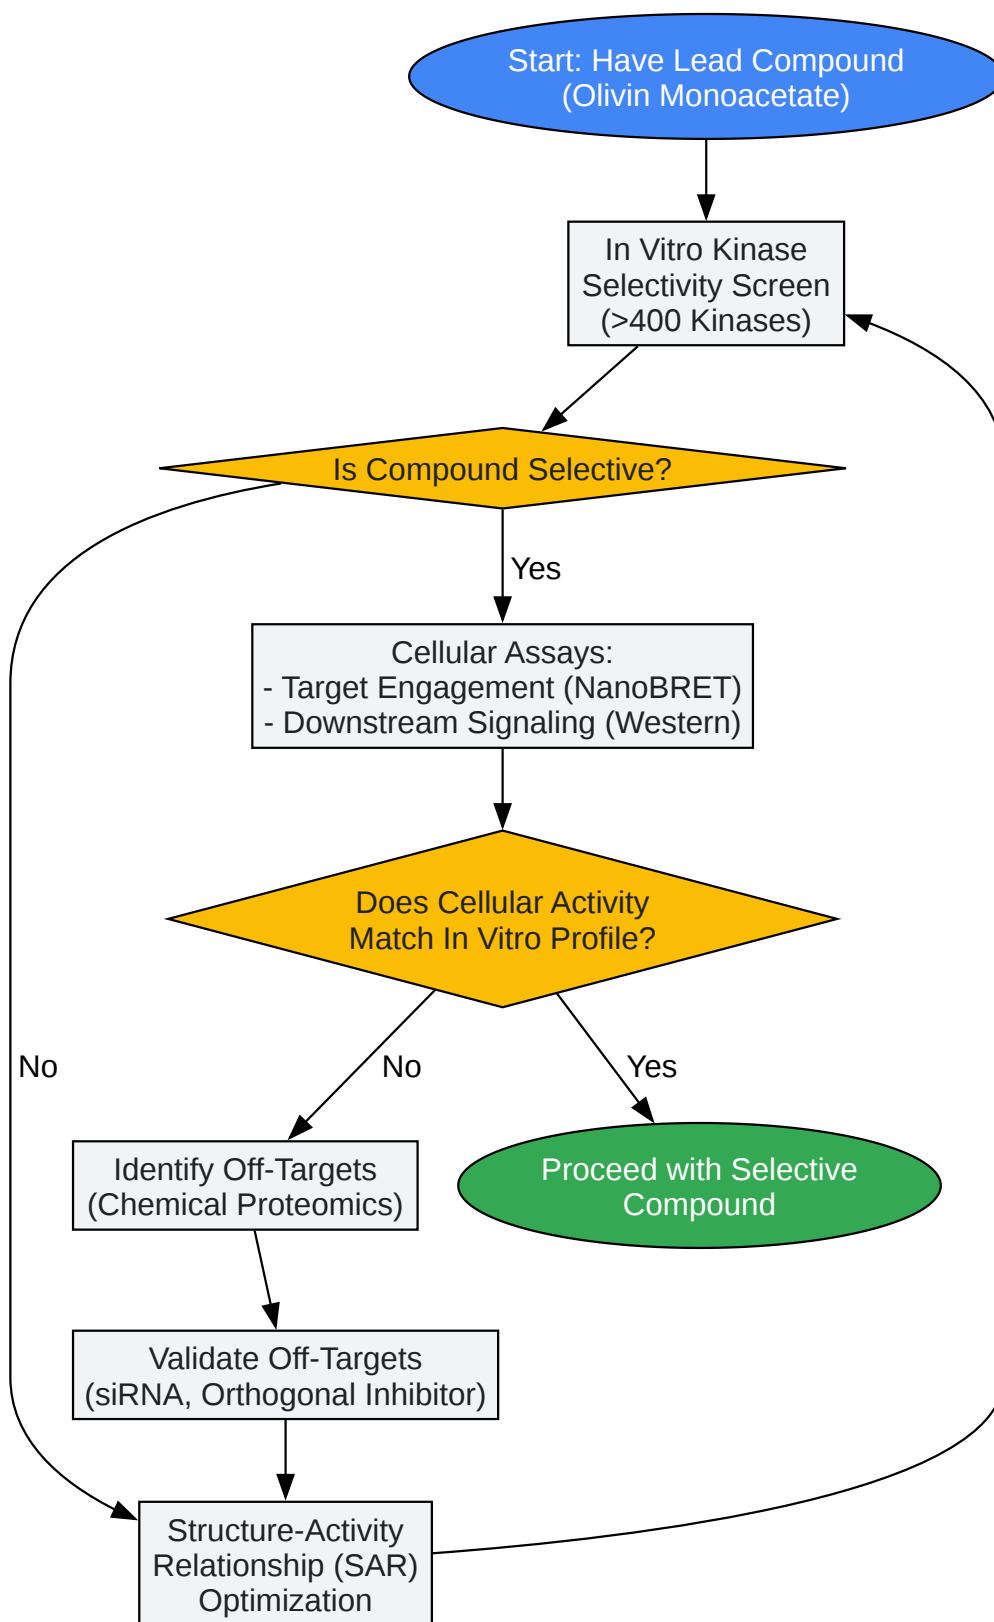 Start: Have Lead Compound
(Olivin Monoacetate)
In Vitro Kinase
Selectivity Screen
(>400 Kinases)
Is Compound Selective?
Yes
Cellular Assays:
- Target Engagement (NanoBRET)
- Downstream Signaling (Western)
Does Cellular Activity
Match In Vitro Profile?
No
No
Yes
Identify Off-Targets
(Chemical Proteomics)
Proceed with Selective
Compound
Validate Off-Targets
(siRNA, Orthogonal Inhibitor)
Structure-Activity
Relationship (SAR)
Optimization